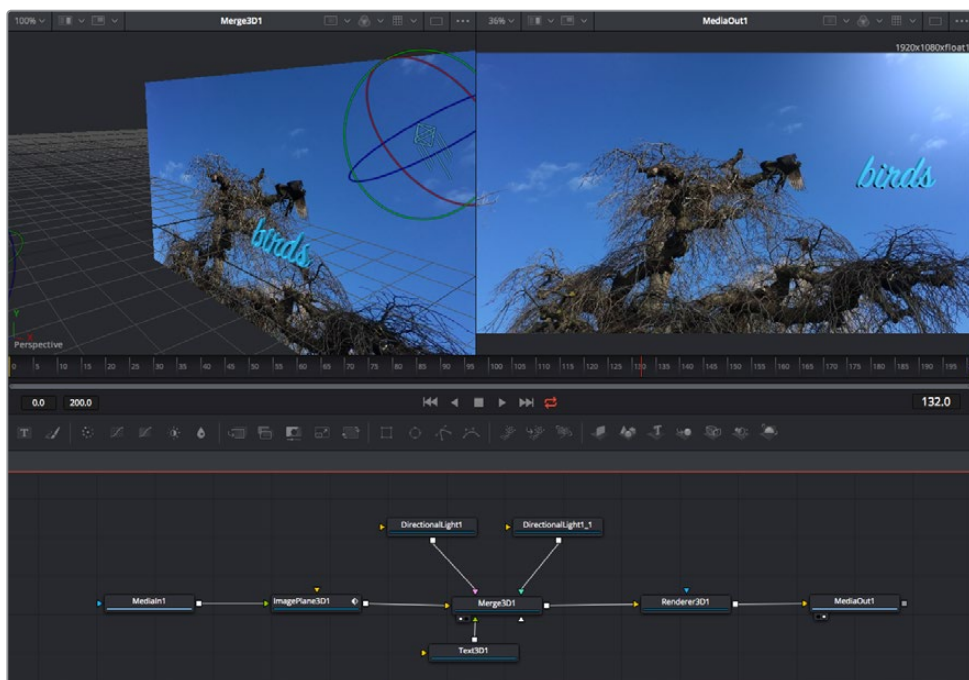 100%
Merge3D1
36%
MediaOut1
1920x1080xfloat1
birds
birds
Y
X
Perspective
0 5 10 15 20 25 30 35 40 45 50 55 60 65 70 75 80 85 90 95 100 105 110 115 120 125 130 135 140 145 150 155 160 165 170 175 180 185 190 195
0.0 200.0 132.0
T
DirectionalLight1 DirectionalLight1_1
MediaIn1 ImagePlane3D1 Merge3D1 Renderer3D1 MediaOut1
Text3D1